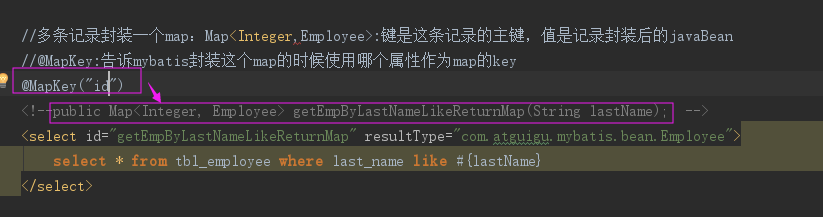 //多条记录封装一个map：Map<Integer,Employee>:键是这条记录的主键，值是记录封装后的javaBean
//@MapKey:告诉mybatis封装这个map的时候使用哪个属性作为map的key
@MapKey("id")
<!--public Map<Integer, Employee> getEmpByLastNameLikeReturnMap(String lastName); -->
<select id="getEmpByLastNameLikeReturnMap" resultType="com.atguigu.mybatis.bean.Employee">
select * from tbl_employee where last_name like #{lastName}
</select>